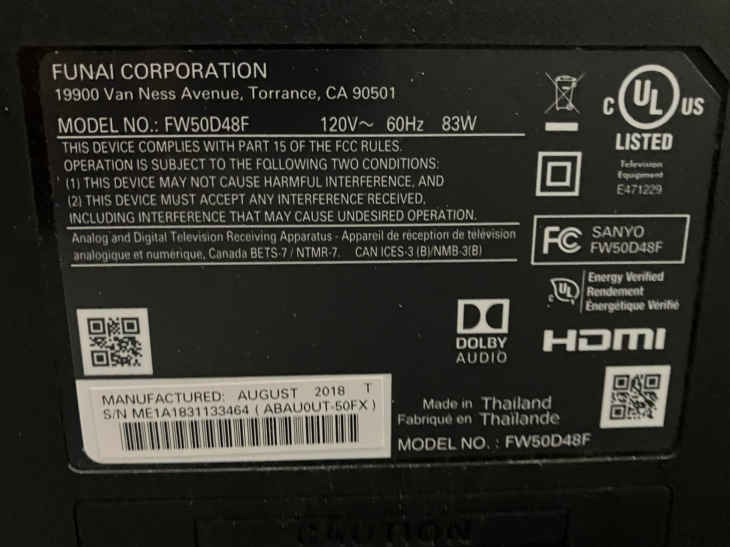 FUNAI CORPORATION
19900 Van Ness Avenue, Torrance, CA 90501
MODEL NO.: FW50D48F 120V~ 60Hz 83W
THIS DEVICE COMPLIES WITH PART 15 OF THE FCC RULES.
OPERATION IS SUBJECT TO THE FOLLOWING TWO CONDITIONS:
(1) THIS DEVICE MAY NOT CAUSE HARMFUL INTERFERENCE, AND
(2) THIS DEVICE MUST ACCEPT ANY INTERFERENCE RECEIVED,
INCLUDING INTERFERENCE THAT MAY CAUSE UNDESIRED OPERATION.
Analog and Digital Television Receiving Apparatus - Appareil de réception de télévision
analogique et numérique, Canada BETS-7 / NTMR-7. CAN ICES-3 (B)/NMB-3(B)
C UL US
LISTED
Television
Equipment
E471229
FC SANYO
FW50D48F
UL Energy Verified
Rendement
Énergétique Vérifié
DOLBY
AUDIO
HDMI
MANUFACTURED: AUGUST 2018 T
S/N ME1A1831133464 ( ABAU0UT-50FX )
Made in Thailand
Fabriqué en Thaïlande
MODEL NO. : FW50D48F
CAUTION